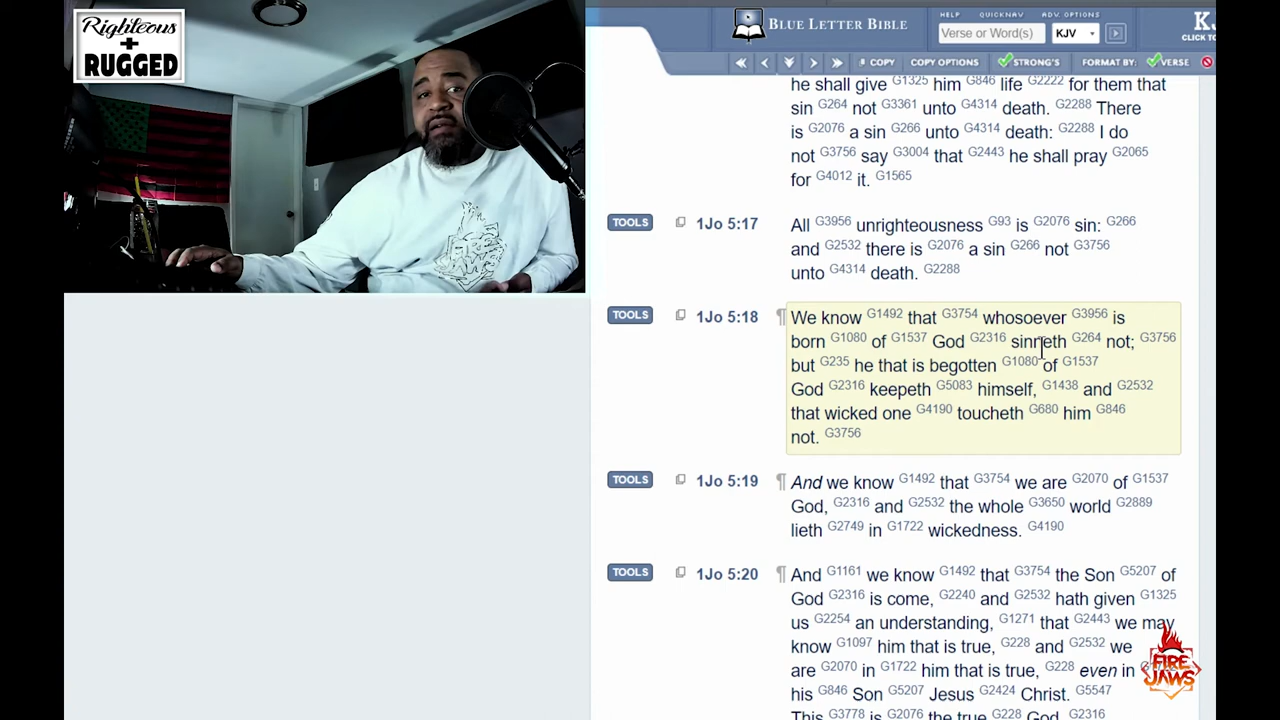 Righteous
+
RUGGED
BLUE LETTER BIBLE
HELP QUICKNAV ADV. OPTIONS
Verse or Word(s)
KJV
CLICK TO
COPY COPY OPTIONS STRONG'S FORMAT BY: VERSE
he shall give G1325 him G846 life G2222 for them that
sin G264 not G3361 unto G4314 death. G2288 There
is G2076 a sin G266 unto G4314 death: G2288 I do
not G3756 say G3004 that G2443 he shall pray G2065
for G4012 it. G1565
TOOLS 1Jo 5:17 All G3956 unrighteousness G93 is G2076 sin: G266
and G2532 there is G2076 a sin G266 not G3756
unto G4314 death. G2288
TOOLS 1Jo 5:18 ¶ We know G1492 that G3754 whosoever G3956 is
born G1080 of G1537 God G2316 sinneth G264 not; G3756
but G235 he that is begotten G1080 of G1537
God G2316 keepeth G5083 himself, G1438 and G2532
that wicked one G4190 toucheth G680 him G846
not. G3756
TOOLS 1Jo 5:19 ¶ And we know G1492 that G3754 we are G2070 of G1537
God, G2316 and G2532 the whole G3650 world G2889
lieth G2749 in G1722 wickedness. G4190
TOOLS 1Jo 5:20 ¶ And G1161 we know G1492 that G3754 the Son G5207 of
God G2316 is come, G2240 and G2532 hath given G1325
us G2254 an understanding, G1271 that G2443 we may
know G1097 him that is true, G228 and G2532 we
are G2070 in G1722 him that is true, G228 even in
his G846 Son G5207 Jesus G2424 Christ. G5547
This G3778 is G2076 the true G228 God. G2316
FIRE
JAWS